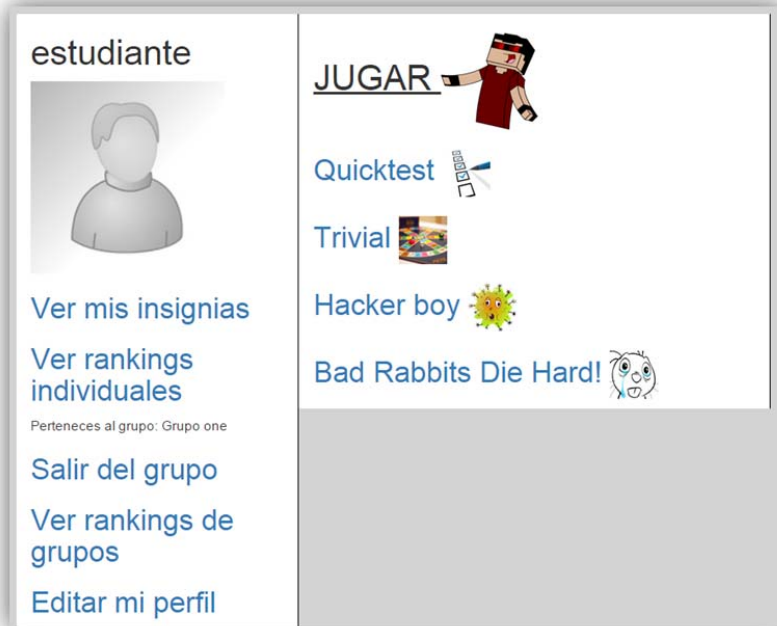 estudiante
Ver mis insignias
Ver rankings
individuales
Perteneces al grupo: Grupo one
Salir del grupo
Ver rankings de
grupos
Editar mi perfil
JUGAR
Quicktest
Trivial
Hacker boy
Bad Rabbits Die Hard!